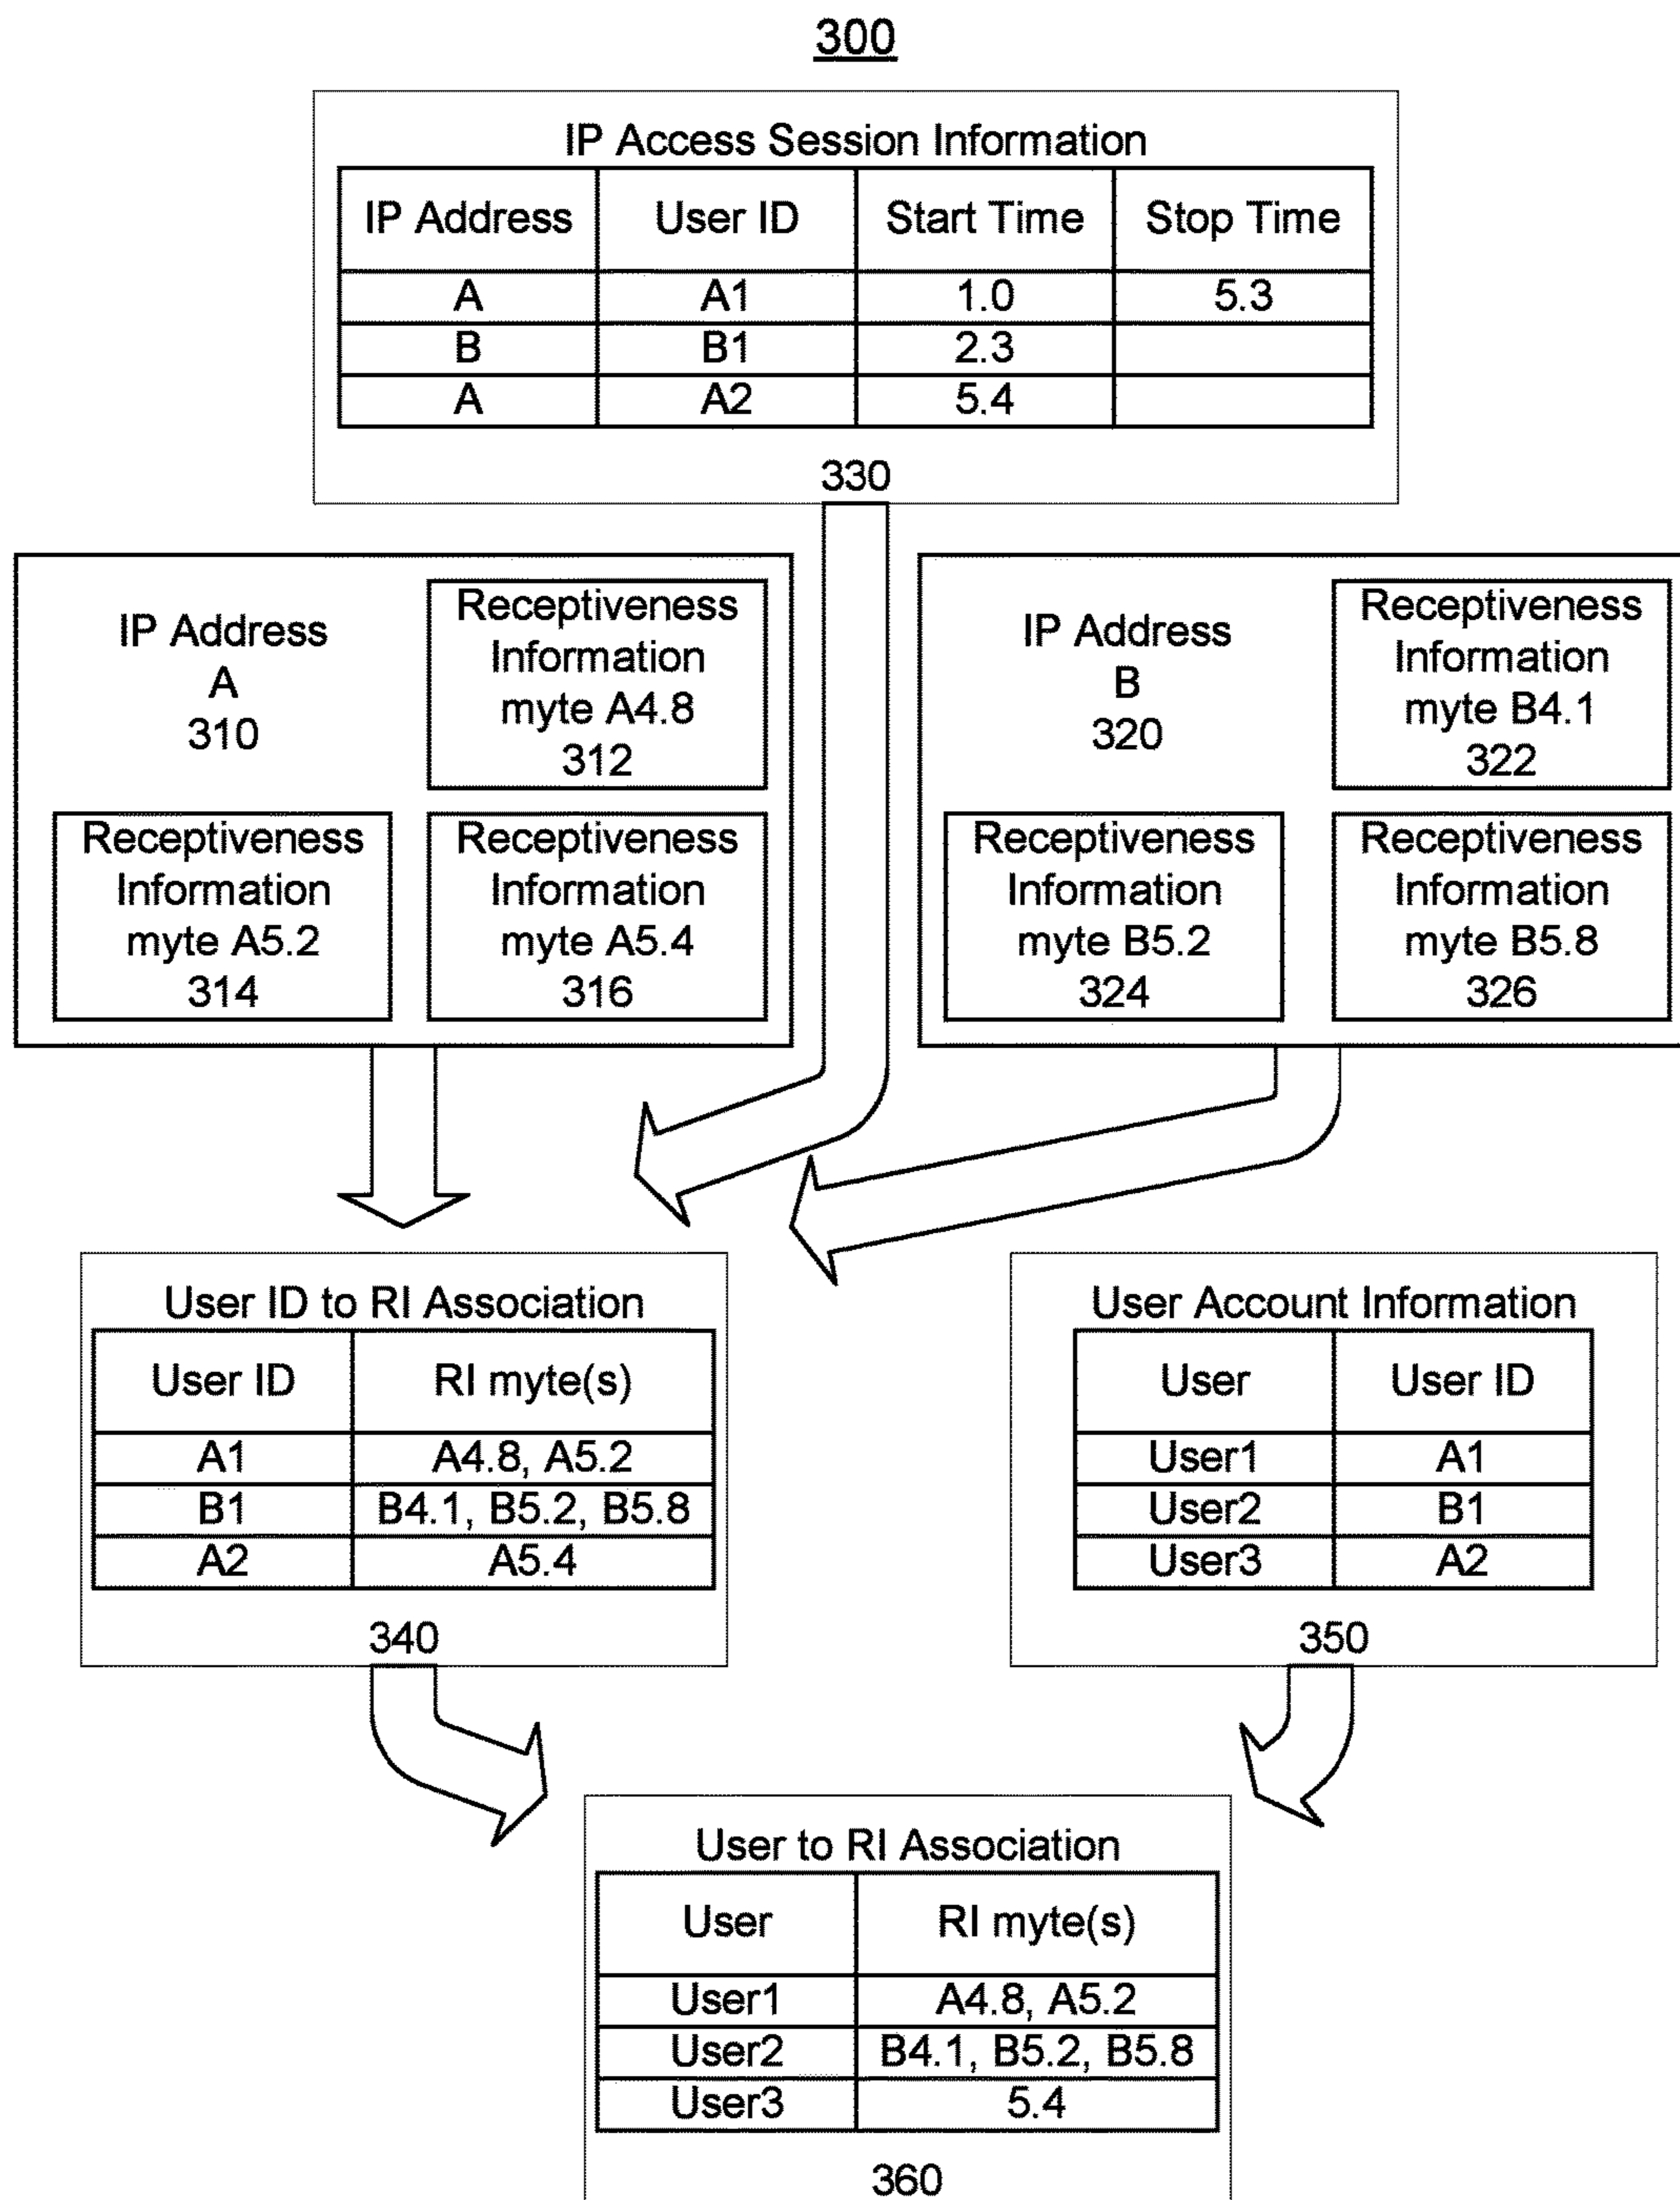 300
IP Access Session Information
IP Address User ID Start Time Stop Time
A A1 1.0 5.3
B B1 2.3
A A2 5.4
330
IP Address
A
310
Receptiveness
Information
myte A4.8
312
Receptiveness
Information
myte A5.2
314
Receptiveness
Information
myte A5.4
316
IP Address
B
320
Receptiveness
Information
myte B4.1
322
Receptiveness
Information
myte B5.2
324
Receptiveness
Information
myte B5.8
326
User ID to RI Association
User ID RI myte(s)
A1 A4.8, A5.2
B1 B4.1, B5.2, B5.8
A2 A5.4
340
User Account Information
User User ID
User1 A1
User2 B1
User3 A2
350
User to RI Association
User RI myte(s)
User1 A4.8, A5.2
User2 B4.1, B5.2, B5.8
User3 5.4
360